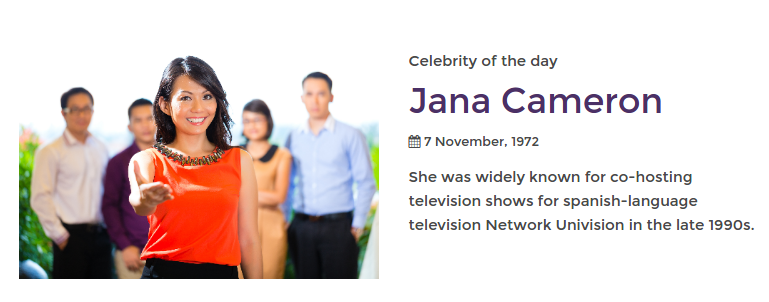 Celebrity of the day
Jana Cameron
7 November, 1972
She was widely known for co-hosting
television shows for spanish-language
television Network Univision in the late 1990s.